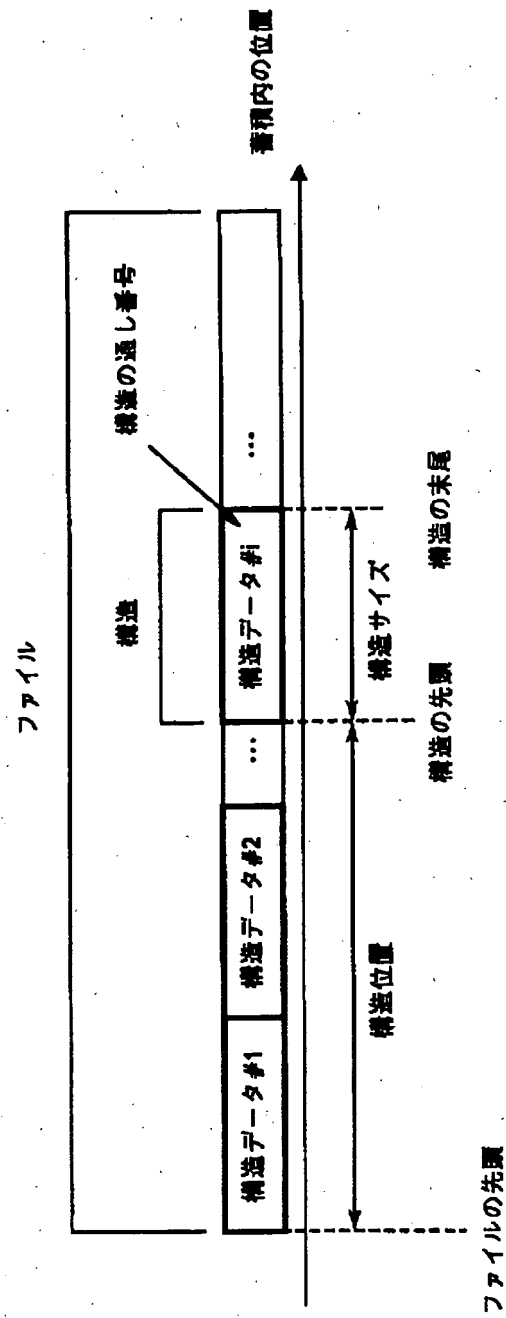 ファイル
構造
構造の通し番号
構造データ#1
構造データ#2
…
構造データ#i
…
蓄積内の位置
構造位置
構造サイズ
ファイルの先頭
構造の先頭
構造の末尾